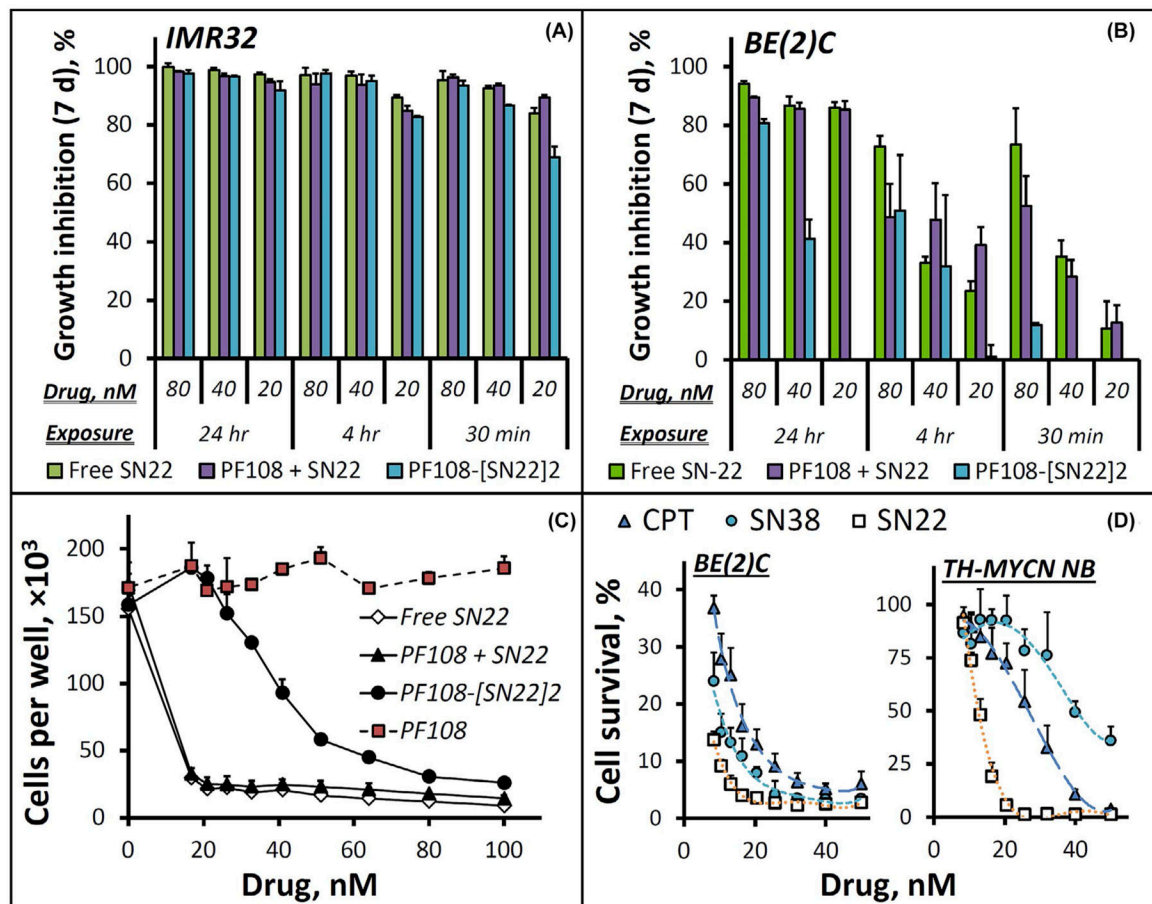 IMR32
(A)
Growth inhibition (7 d), %
100
80
60
40
20
0
Drug, nM
80 40 20 80 40 20 80 40 20
Exposure
24 hr 4 hr 30 min
Free SN22 PF108 + SN22 PF108-[SN22]2
BE(2)C
(B)
Growth inhibition (7 d), %
100
80
60
40
20
0
Drug, nM
80 40 20 80 40 20 80 40 20
Exposure
24 hr 4 hr 30 min
Free SN-22 PF108 + SN22 PF108-[SN22]2
(C)
Cells per well, ×10³
200
150
100
50
0
Free SN22
PF108 + SN22
PF108-[SN22]2
PF108
0 20 40 60 80 100
Drug, nM
CPT SN38 SN22
(D)
BE(2)C
Cell survival, %
40
30
20
10
0
0 20 40
TH-MYCN NB
100
75
50
25
0
0 20 40
Drug, nM